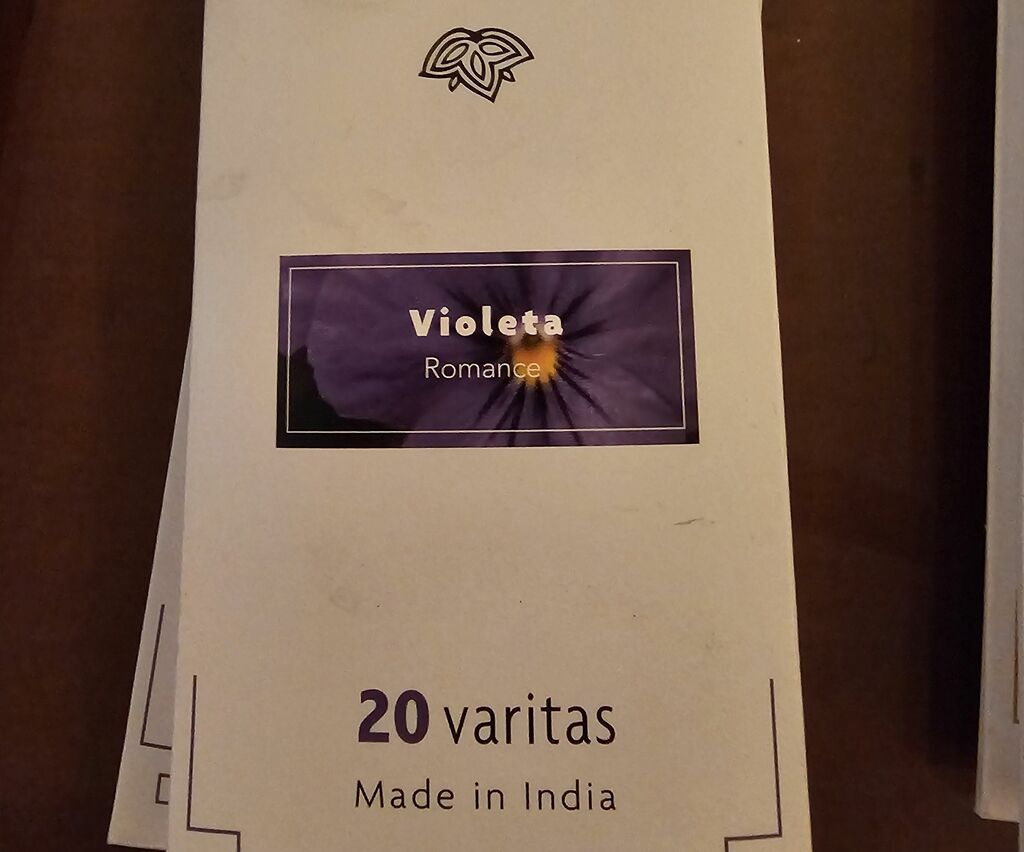 Violeta
Romance
20 varitas
Made in India